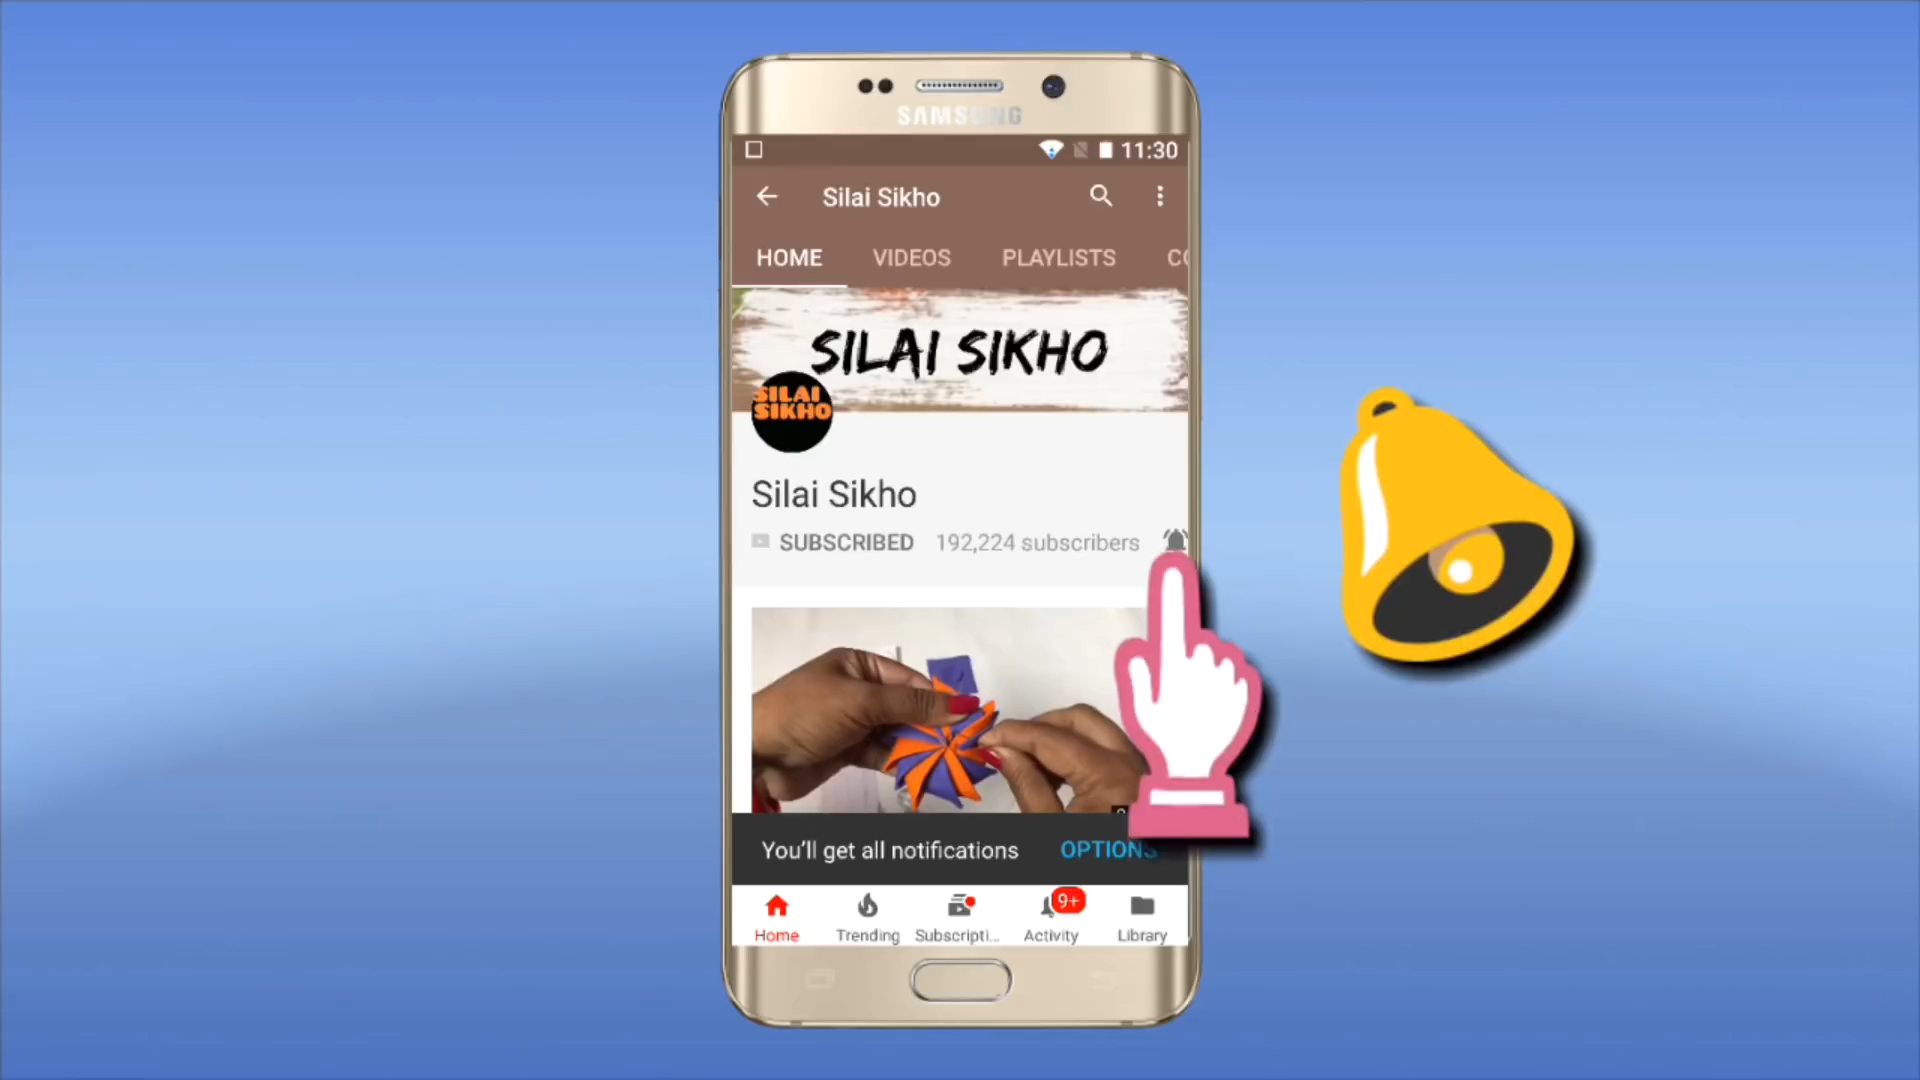 SAMSUNG
11:30
Silai Sikho
HOME VIDEOS PLAYLISTS
SILAI SIKHO
SILAI
SIKHO
Silai Sikho
SUBSCRIBED 192,224 subscribers
You'll get all notifications OPTIONS
9+
Home Trending Subscripti... Activity Library